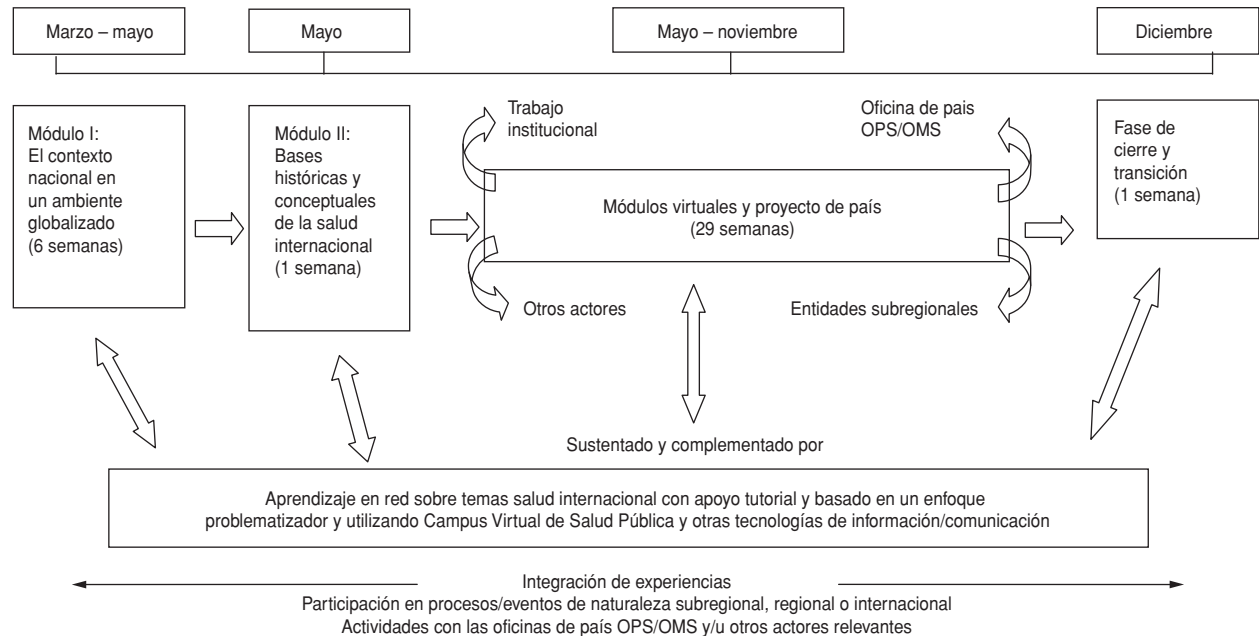 Marzo – mayo
Mayo
Mayo – noviembre
Diciembre
Módulo I:
El contexto
nacional en
un ambiente
globalizado
(6 semanas)
Módulo II:
Bases
históricas y
conceptuales
de la salud
internacional
(1 semana)
Trabajo
institucional
Oficina de pais
OPS/OMS
Módulos virtuales y proyecto de país
(29 semanas)
Otros actores
Entidades subregionales
Fase de
cierre y
transición
(1 semana)
Sustentado y complementado por
Aprendizaje en red sobre temas salud internacional con apoyo tutorial y basado en un enfoque
problematizador y utilizando Campus Virtual de Salud Pública y otras tecnologías de información/comunicación
Integración de experiencias
Participación en procesos/eventos de naturaleza subregional, regional o internacional
Actividades con las oficinas de país OPS/OMS y/u otros actores relevantes